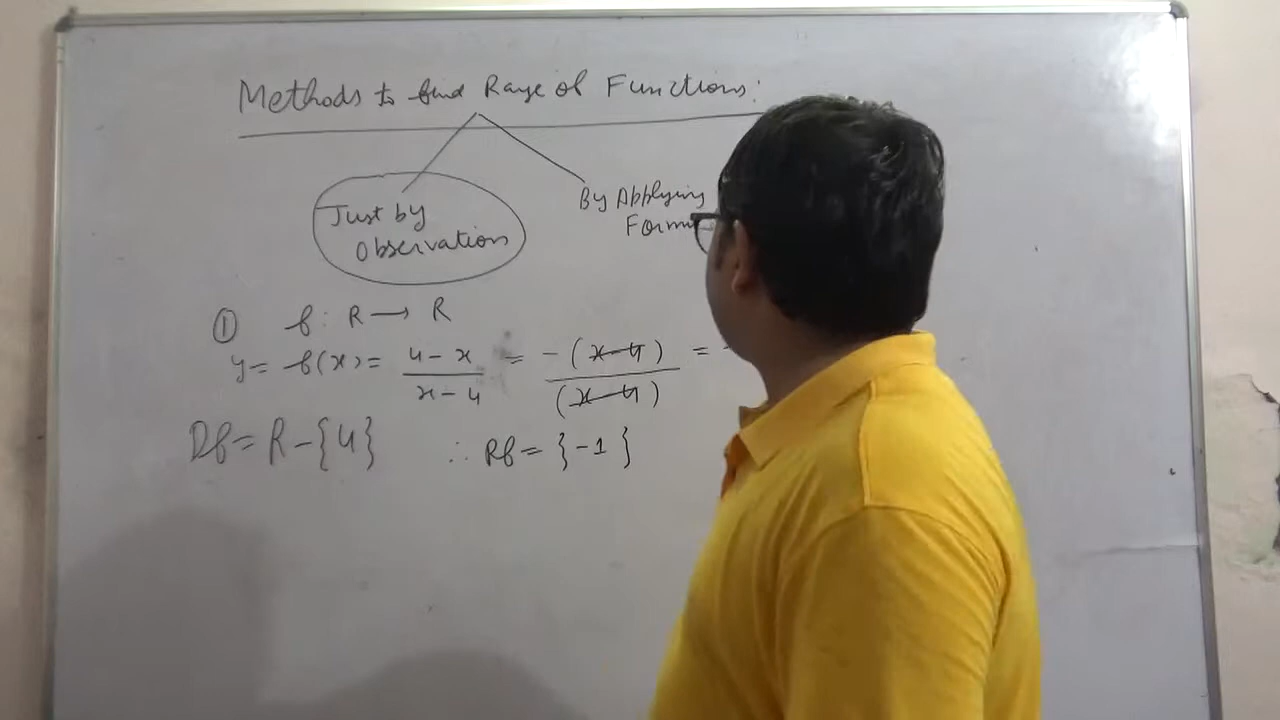 Methods to find Range of Functions:
Just by
Observation
By Applying
① f: R → R
y = f(x) = 4 - x / x - 4 = - (x - 4) / (x - 4) =
Df = R - {4} ∴ Rf = {-1}